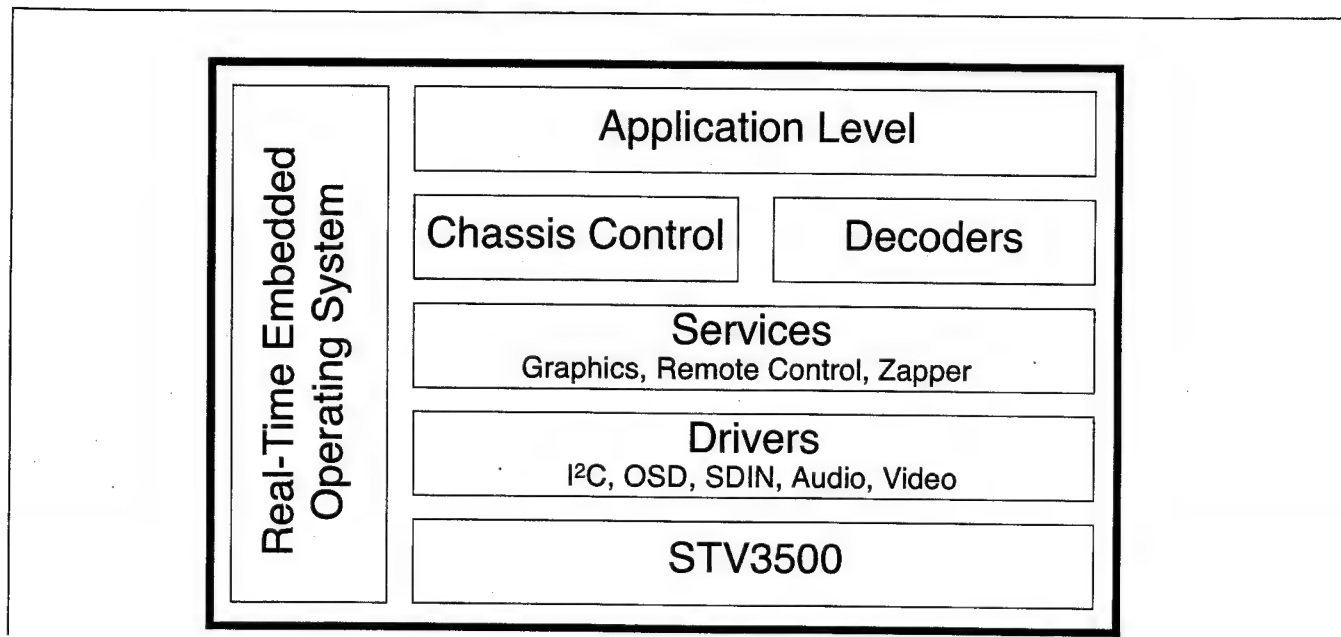 Real-Time Embedded
Operating System
Application Level
Chassis Control
Decoders
Services
Graphics, Remote Control, Zapper
Drivers
I²C, OSD, SDIN, Audio, Video
STV3500